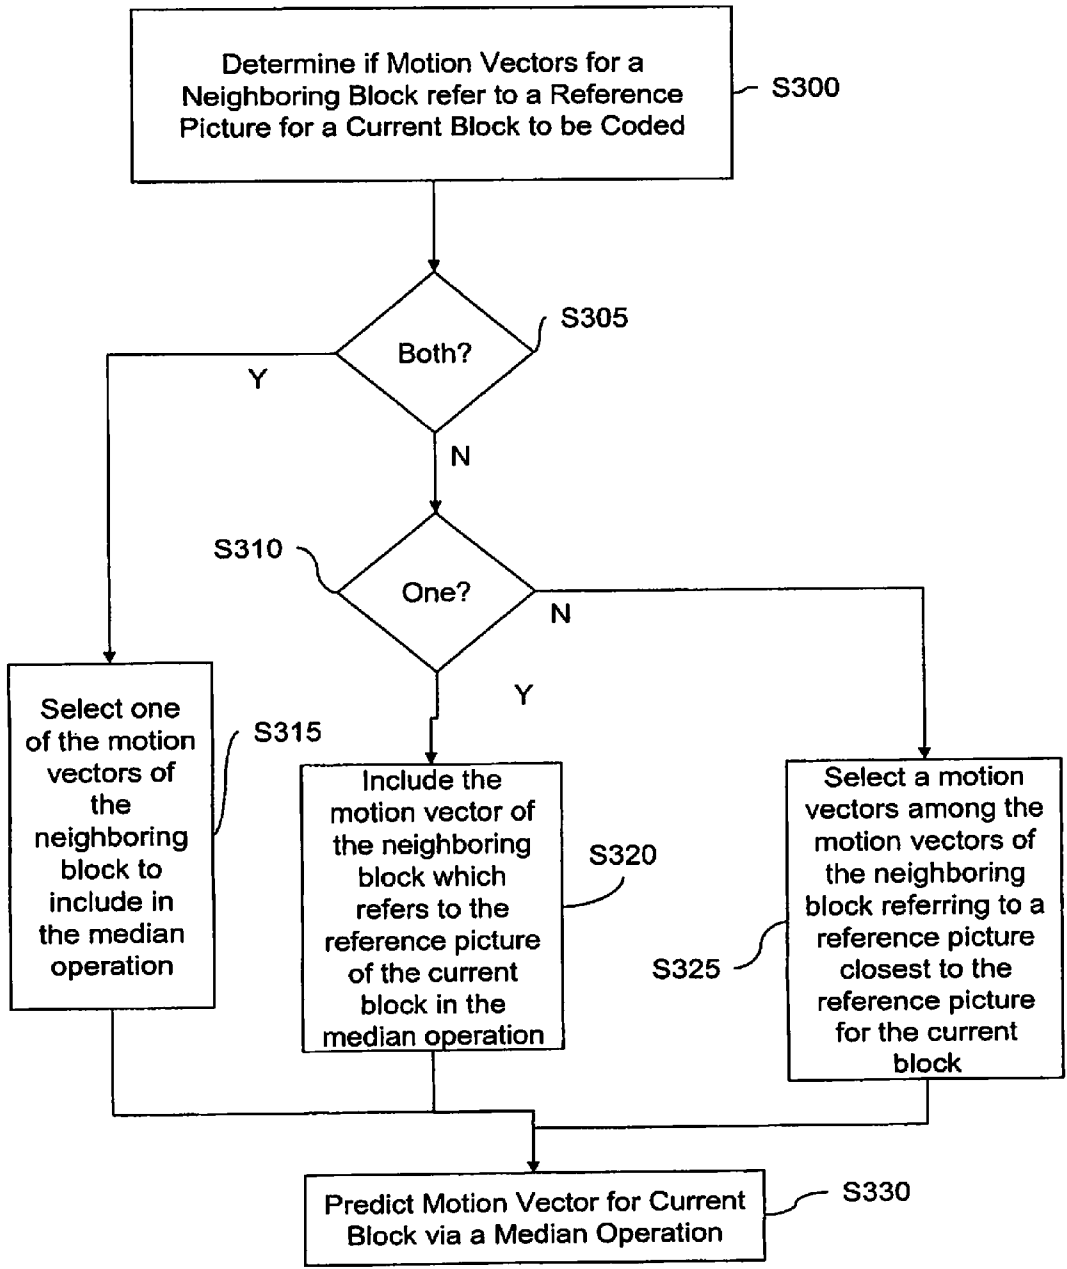 Determine if Motion Vectors for a
Neighboring Block refer to a Reference
Picture for a Current Block to be Coded
S300
S305
Both?
Y
N
S310
One?
N
Y
Select one
of the motion
vectors of
the
neighboring
block to
include in
the median
operation
S315
Include the
motion vector of
the neighboring
block which
refers to the
reference picture
of the current
block in the
median operation
S320
Select a motion
vectors among the
motion vectors of
the neighboring
block referring to a
reference picture
closest to the
reference picture
for the current
block
S325
Predict Motion Vector for Current
Block via a Median Operation
S330